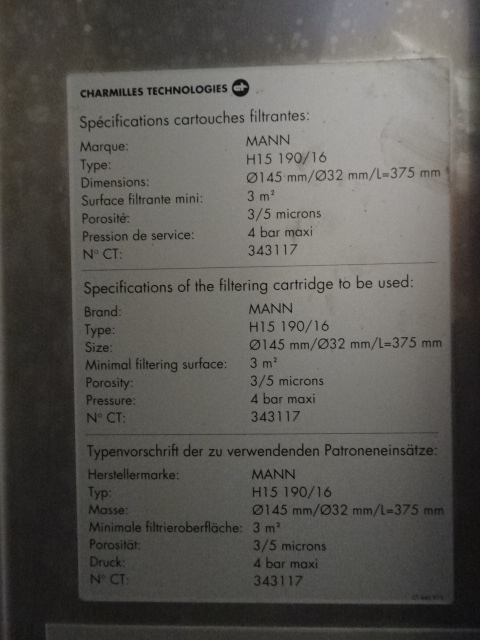 CHARMILLES TECHNOLOGIES
Spécifications cartouches filtrantes:
Marque: MANN
Type: H15 190/16
Dimensions: Ø145 mm/Ø32 mm/L=375 mm
Surface filtrante mini: 3 m²
Porosité: 3/5 microns
Pression de service: 4 bar maxi
N° CT: 343117
Specifications of the filtering cartridge to be used:
Brand: MANN
Type: H15 190/16
Size: Ø145 mm/Ø32 mm/L=375 mm
Minimal filtering surface: 3 m²
Porosity: 3/5 microns
Pressure: 4 bar maxi
N° CT: 343117
Typenvorschrift der zu verwendenden Patroneneinsätze:
Herstellermarke: MANN
Typ: H15 190/16
Masse: Ø145 mm/Ø32 mm/L=375 mm
Minimale filtrieroberfläche: 3 m²
Porosität: 3/5 microns
Druck: 4 bar maxi
N° CT: 343117